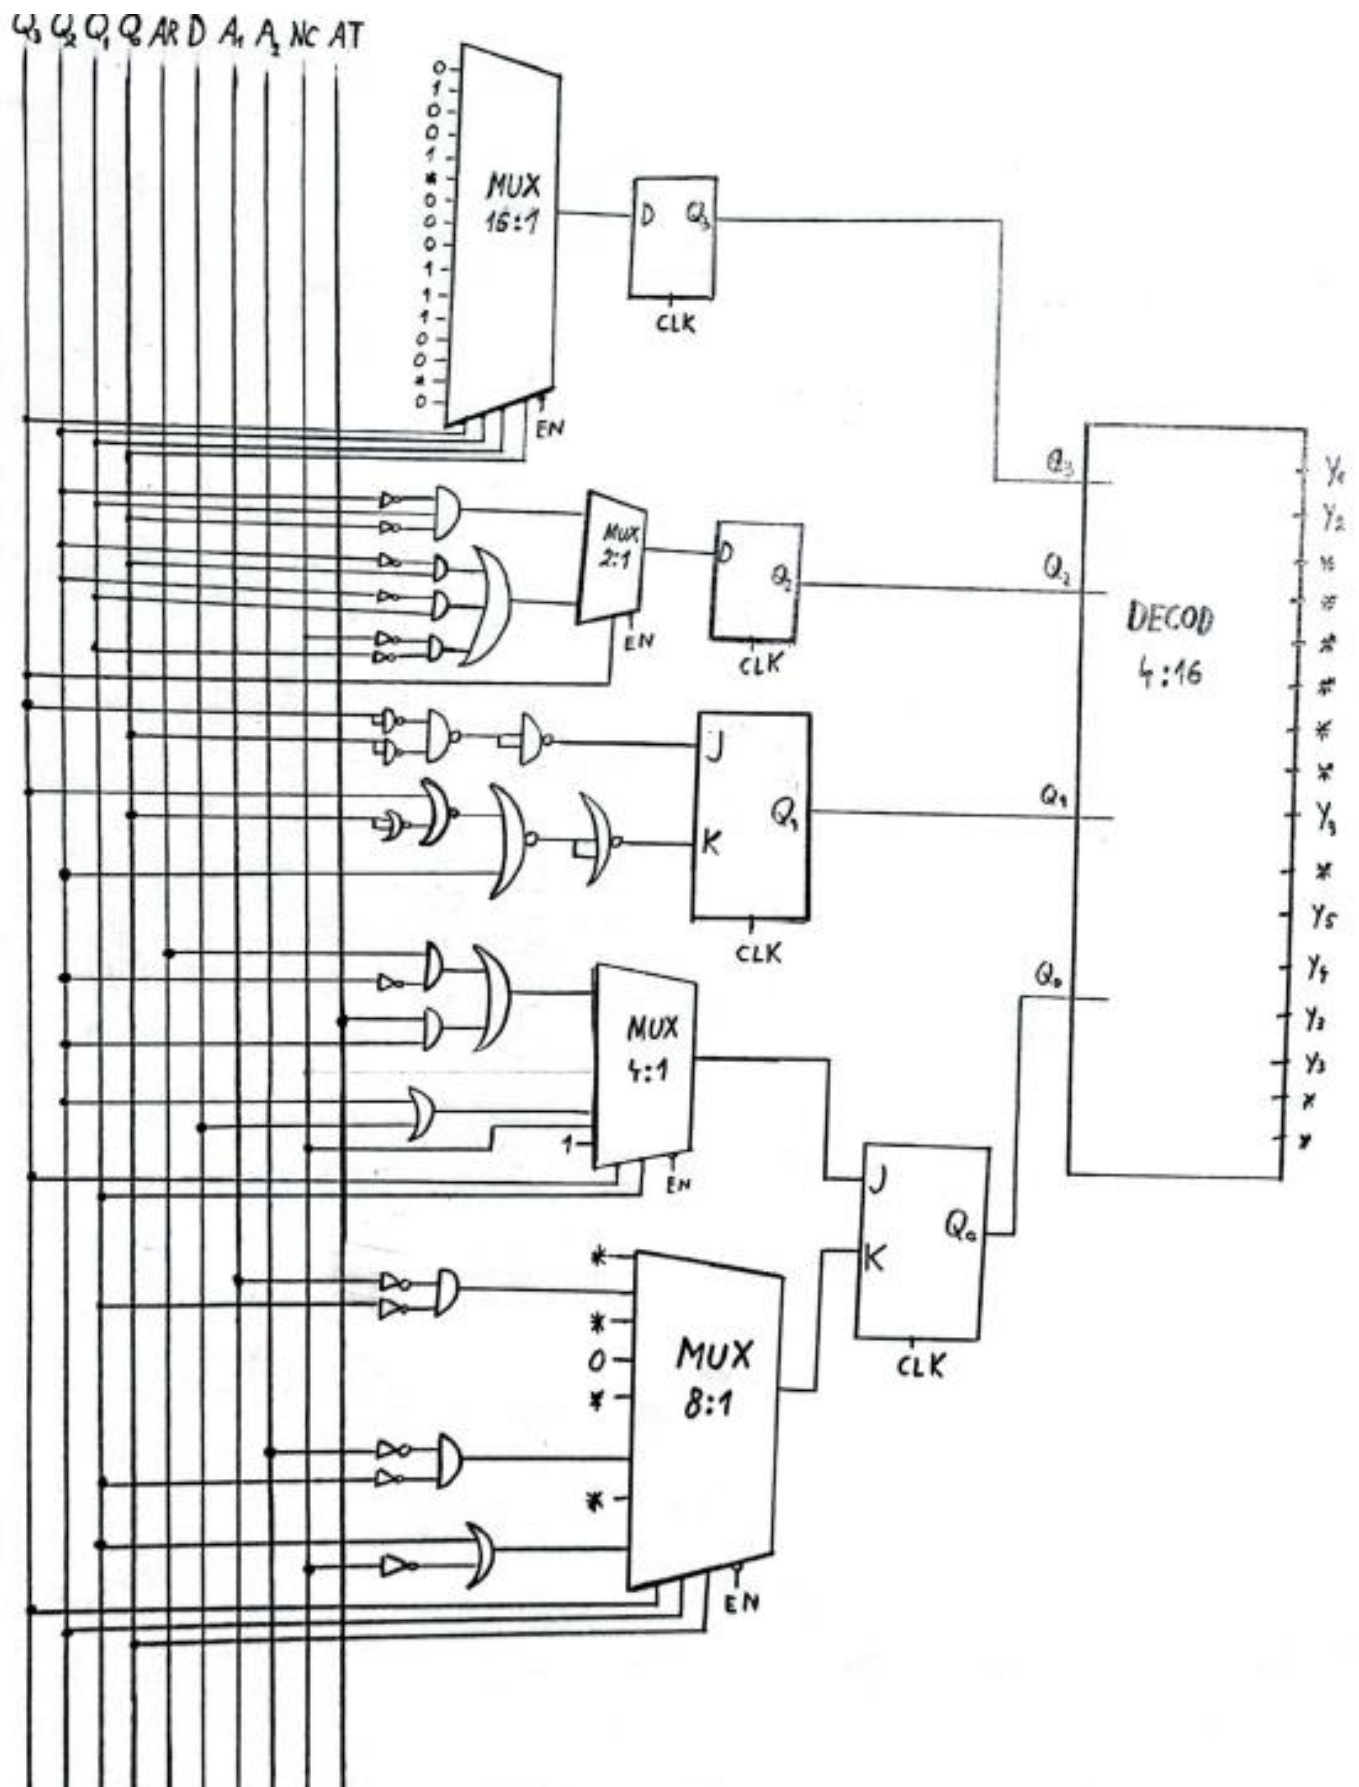 Q₃ Q₂ Q₁ Q₀ AR D A₁ A₂ NC AT
0
1
0
0
1
*
0
0
0
1
1
1
0
0
*
0
MUX
16:1
EN
D Q₃
CLK
MUX
2:1
EN
D
Q₂
CLK
J
Q₁
K
CLK
MUX
4:1
1
EN
J
Q₀
K
CLK
*
*
0
*
*
MUX
8:1
EN
Q₃
Q₂
Q₁
Q₀
DECOD
4:16
Y₁
Y₂
*
*
*
*
*
*
Y₃
*
Y₅
Y₄
Y₃
Y₃
*
*